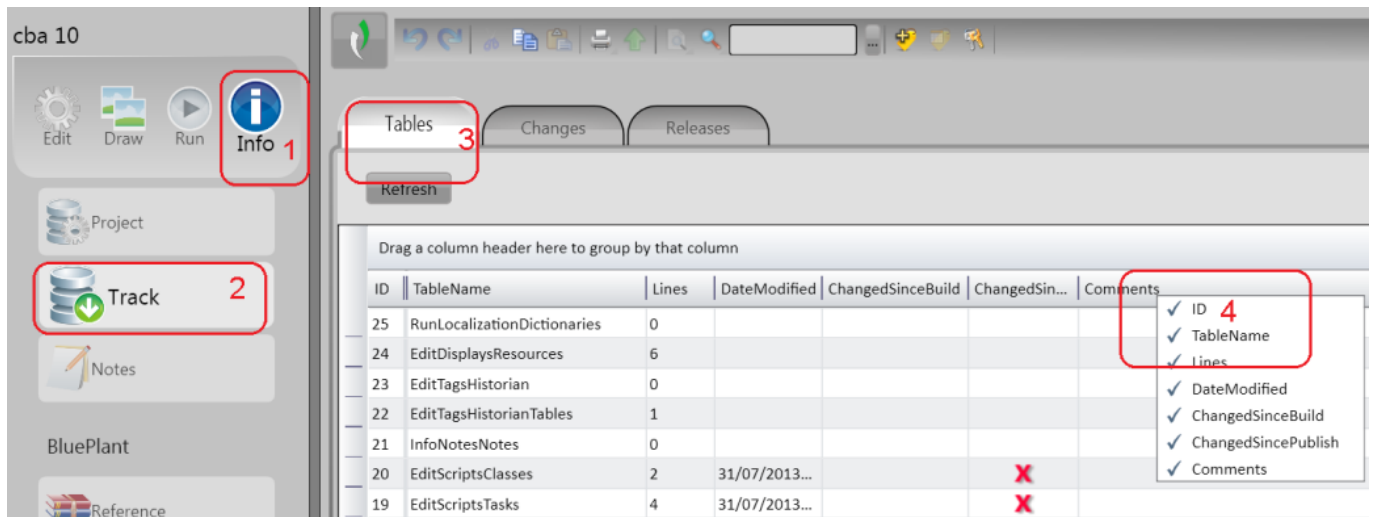 cba 10
Edit Draw Run Info 1
Project
Track 2
Notes
BluePlant
Reference
...
Tables 3 Changes Releases
Refresh
Drag a column header here to group by that column
ID TableName Lines DateModified ChangedSinceBuild ChangedSin... Comments
25 RunLocalizationDictionaries 0
24 EditDisplaysResources 6
23 EditTagsHistorian 0
22 EditTagsHistorianTables 1
21 InfoNotesNotes 0
20 EditScriptsClasses 2 31/07/2013... X
19 EditScriptsTasks 4 31/07/2013... X
ID 4
TableName
Lines
DateModified
ChangedSinceBuild
ChangedSincePublish
Comments